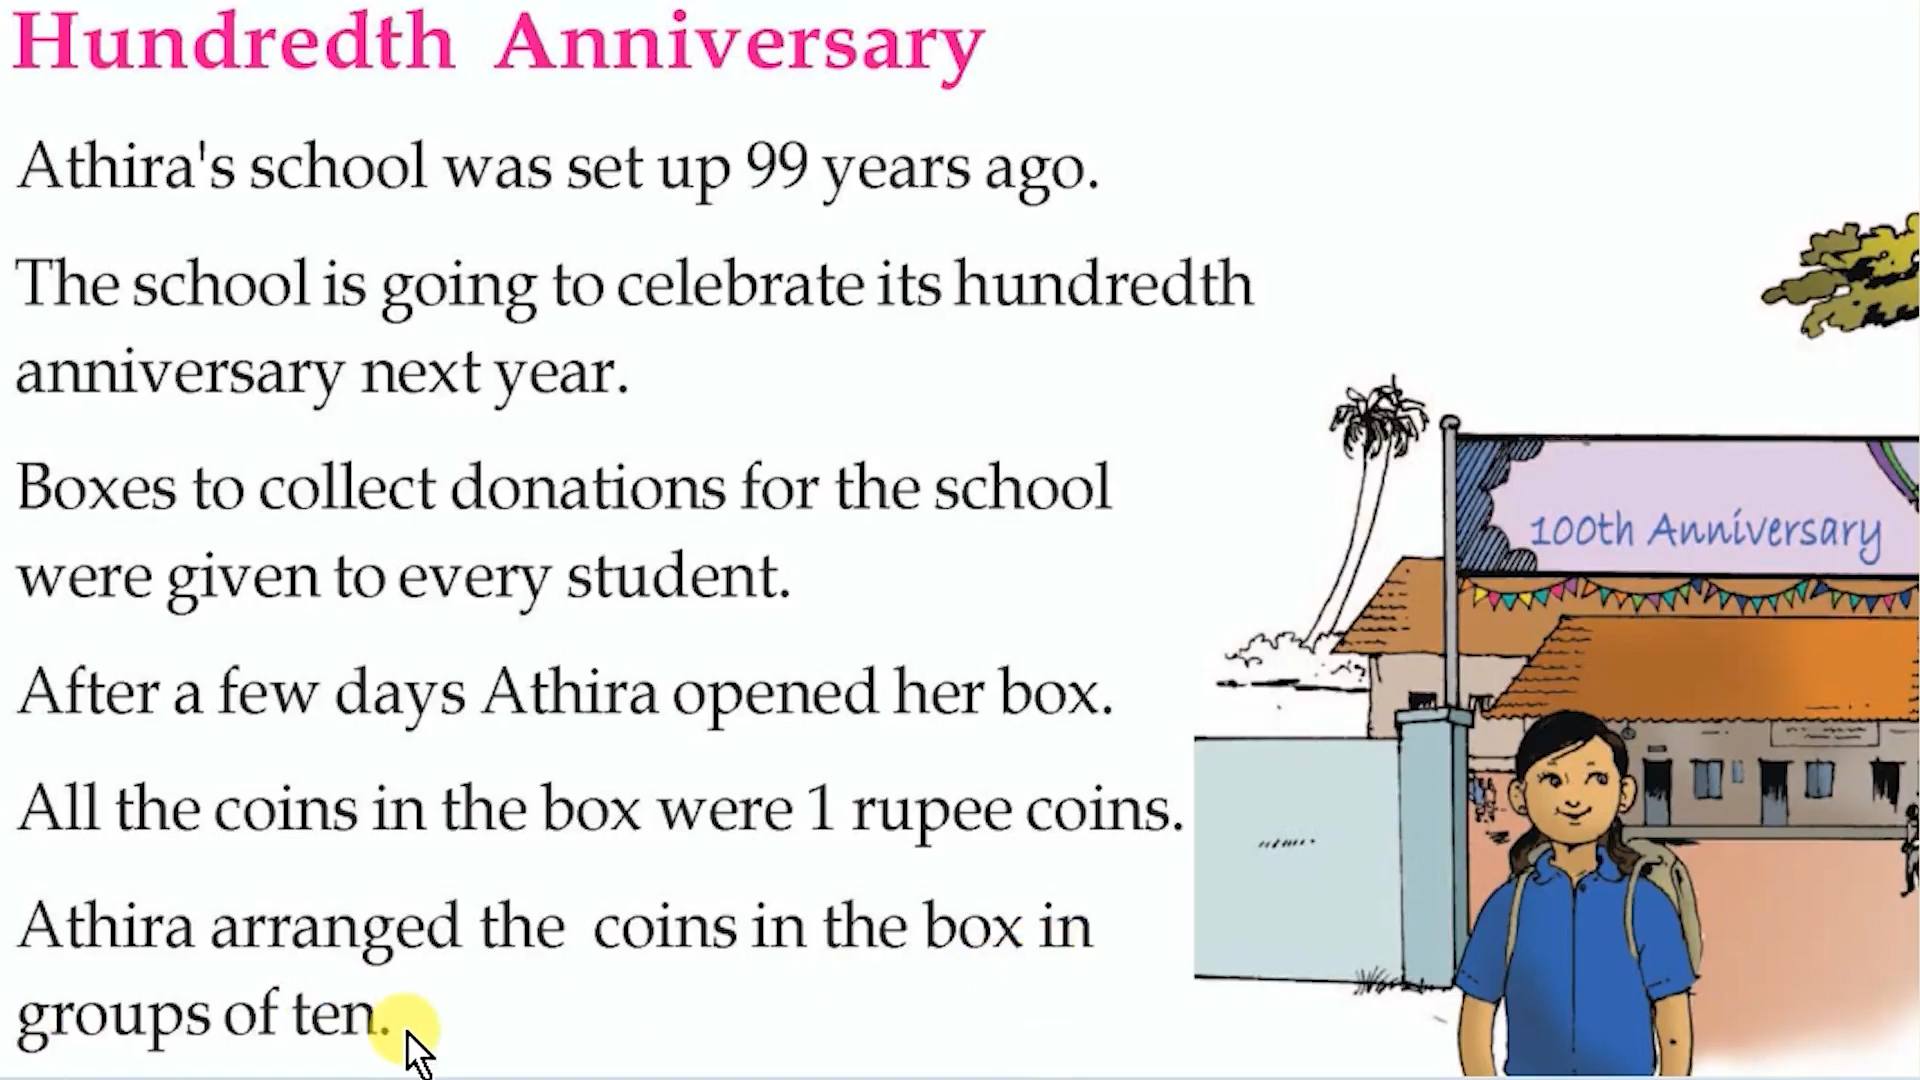 Hundredth Anniversary
Athira's school was set up 99 years ago.
The school is going to celebrate its hundredth
anniversary next year.
Boxes to collect donations for the school
were given to every student.
After a few days Athira opened her box.
All the coins in the box were 1 rupee coins.
Athira arranged the coins in the box in
groups of ten.
100th Anniversary